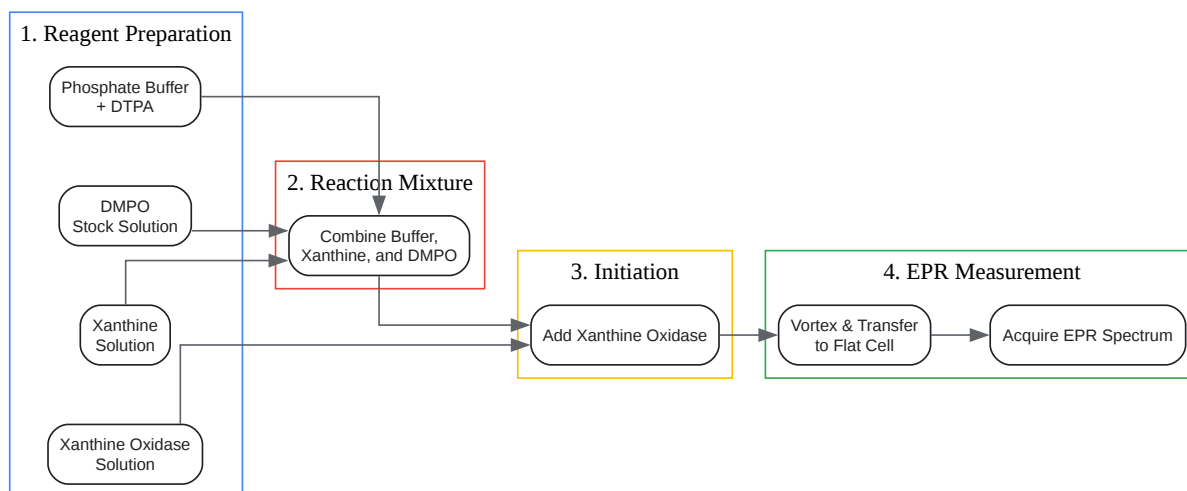 1. Reagent Preparation
Phosphate Buffer
+ DTPA
DMPO
Stock Solution
Xanthine
Solution
Xanthine Oxidase
Solution
2. Reaction Mixture
Combine Buffer,
Xanthine, and DMPO
3. Initiation
Add Xanthine Oxidase
4. EPR Measurement
Vortex & Transfer
to Flat Cell
Acquire EPR Spectrum